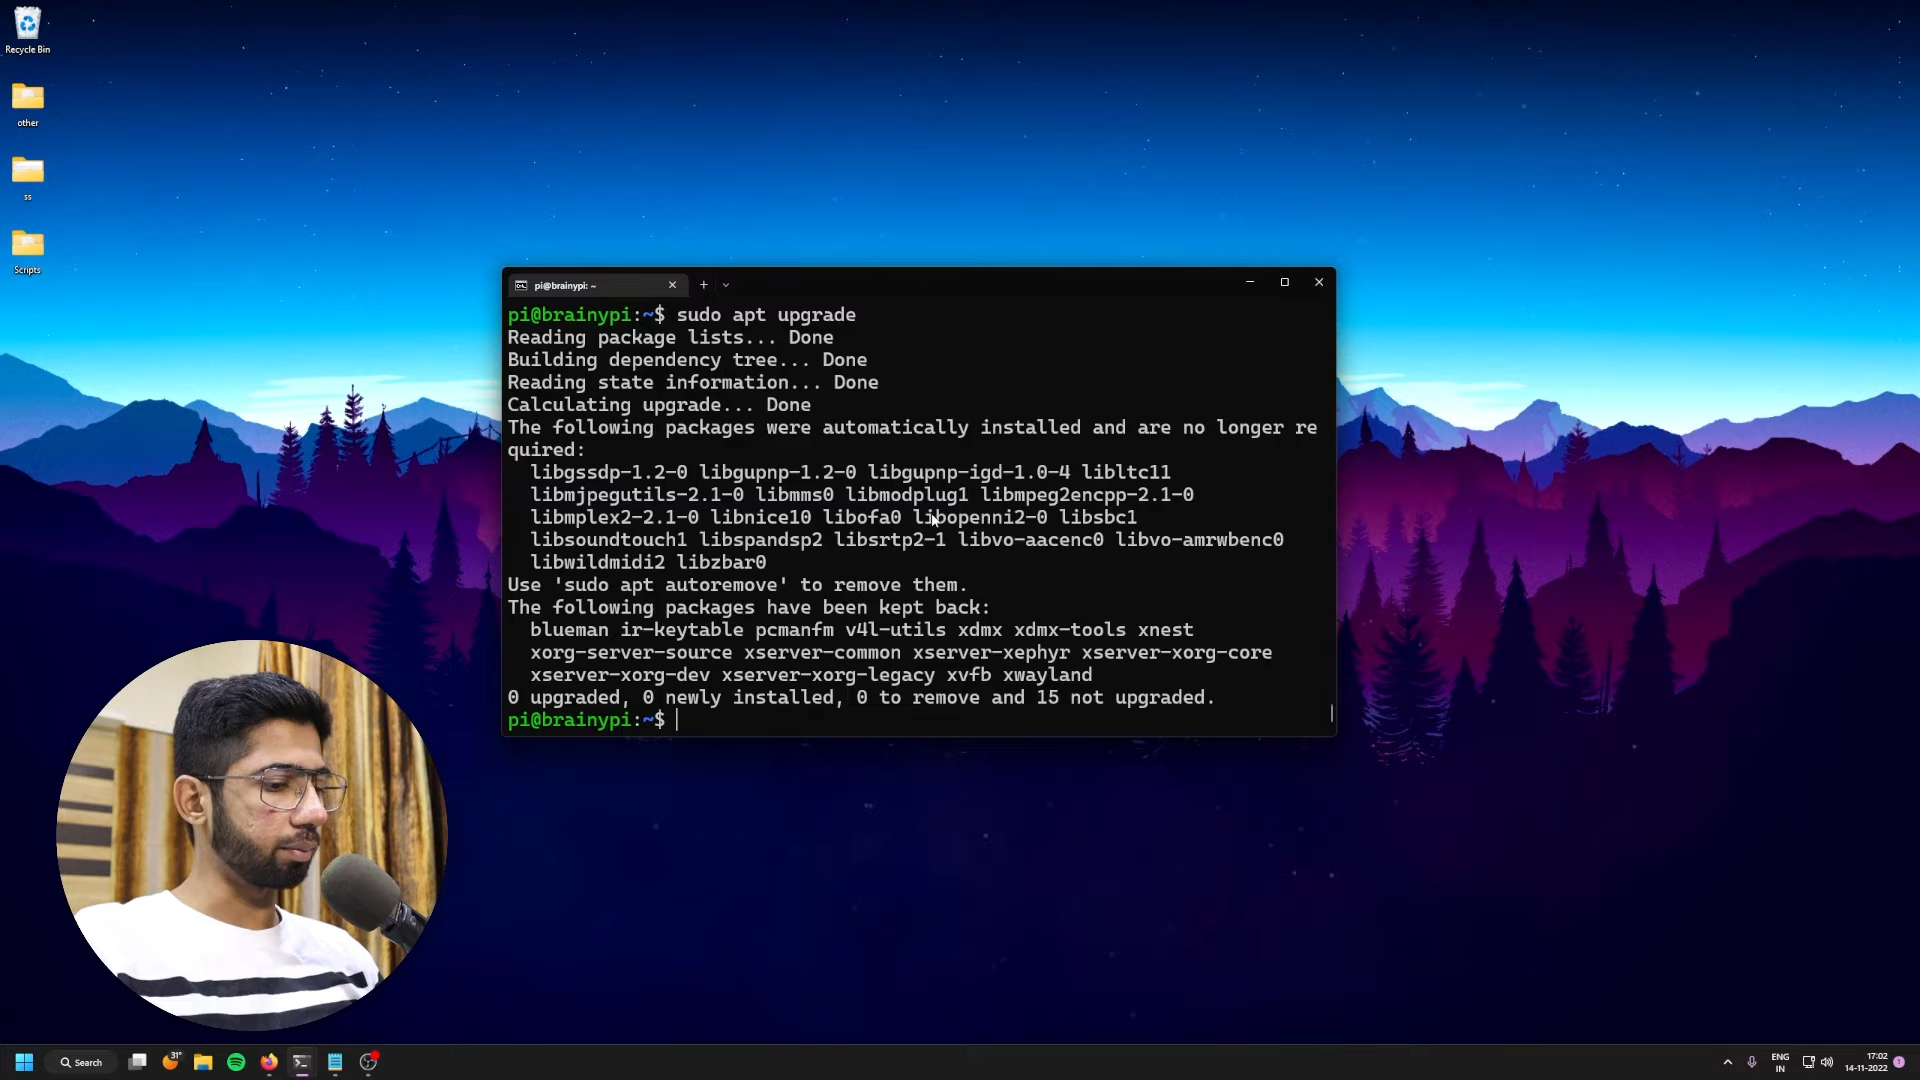 Recycle Bin
other
ss
Scripts
pi@brainypi: ~
pi@brainypi:~$ sudo apt upgrade
Reading package lists... Done
Building dependency tree... Done
Reading state information... Done
Calculating upgrade... Done
The following packages were automatically installed and are no longer re
quired:
libgssdp-1.2-0 libgupnp-1.2-0 libgupnp-igd-1.0-4 libltc11
libmjpegutils-2.1-0 libmms0 libmodplug1 libmpeg2encpp-2.1-0
libmplex2-2.1-0 libnice10 libofa0 libopenni2-0 libsbc1
libsoundtouch1 libspandsp2 libsrtp2-1 libvo-aacenc0 libvo-amrwbenc0
libwildmidi2 libzbar0
Use 'sudo apt autoremove' to remove them.
The following packages have been kept back:
blueman ir-keytable pcmanfm v4l-utils xdmx xdmx-tools xnest
xorg-server-source xserver-common xserver-xephyr xserver-xorg-core
xserver-xorg-dev xserver-xorg-legacy xvfb xwayland
0 upgraded, 0 newly installed, 0 to remove and 15 not upgraded.
pi@brainypi:~$
Search
31°
ENG
IN
17:02
14-11-2022
1